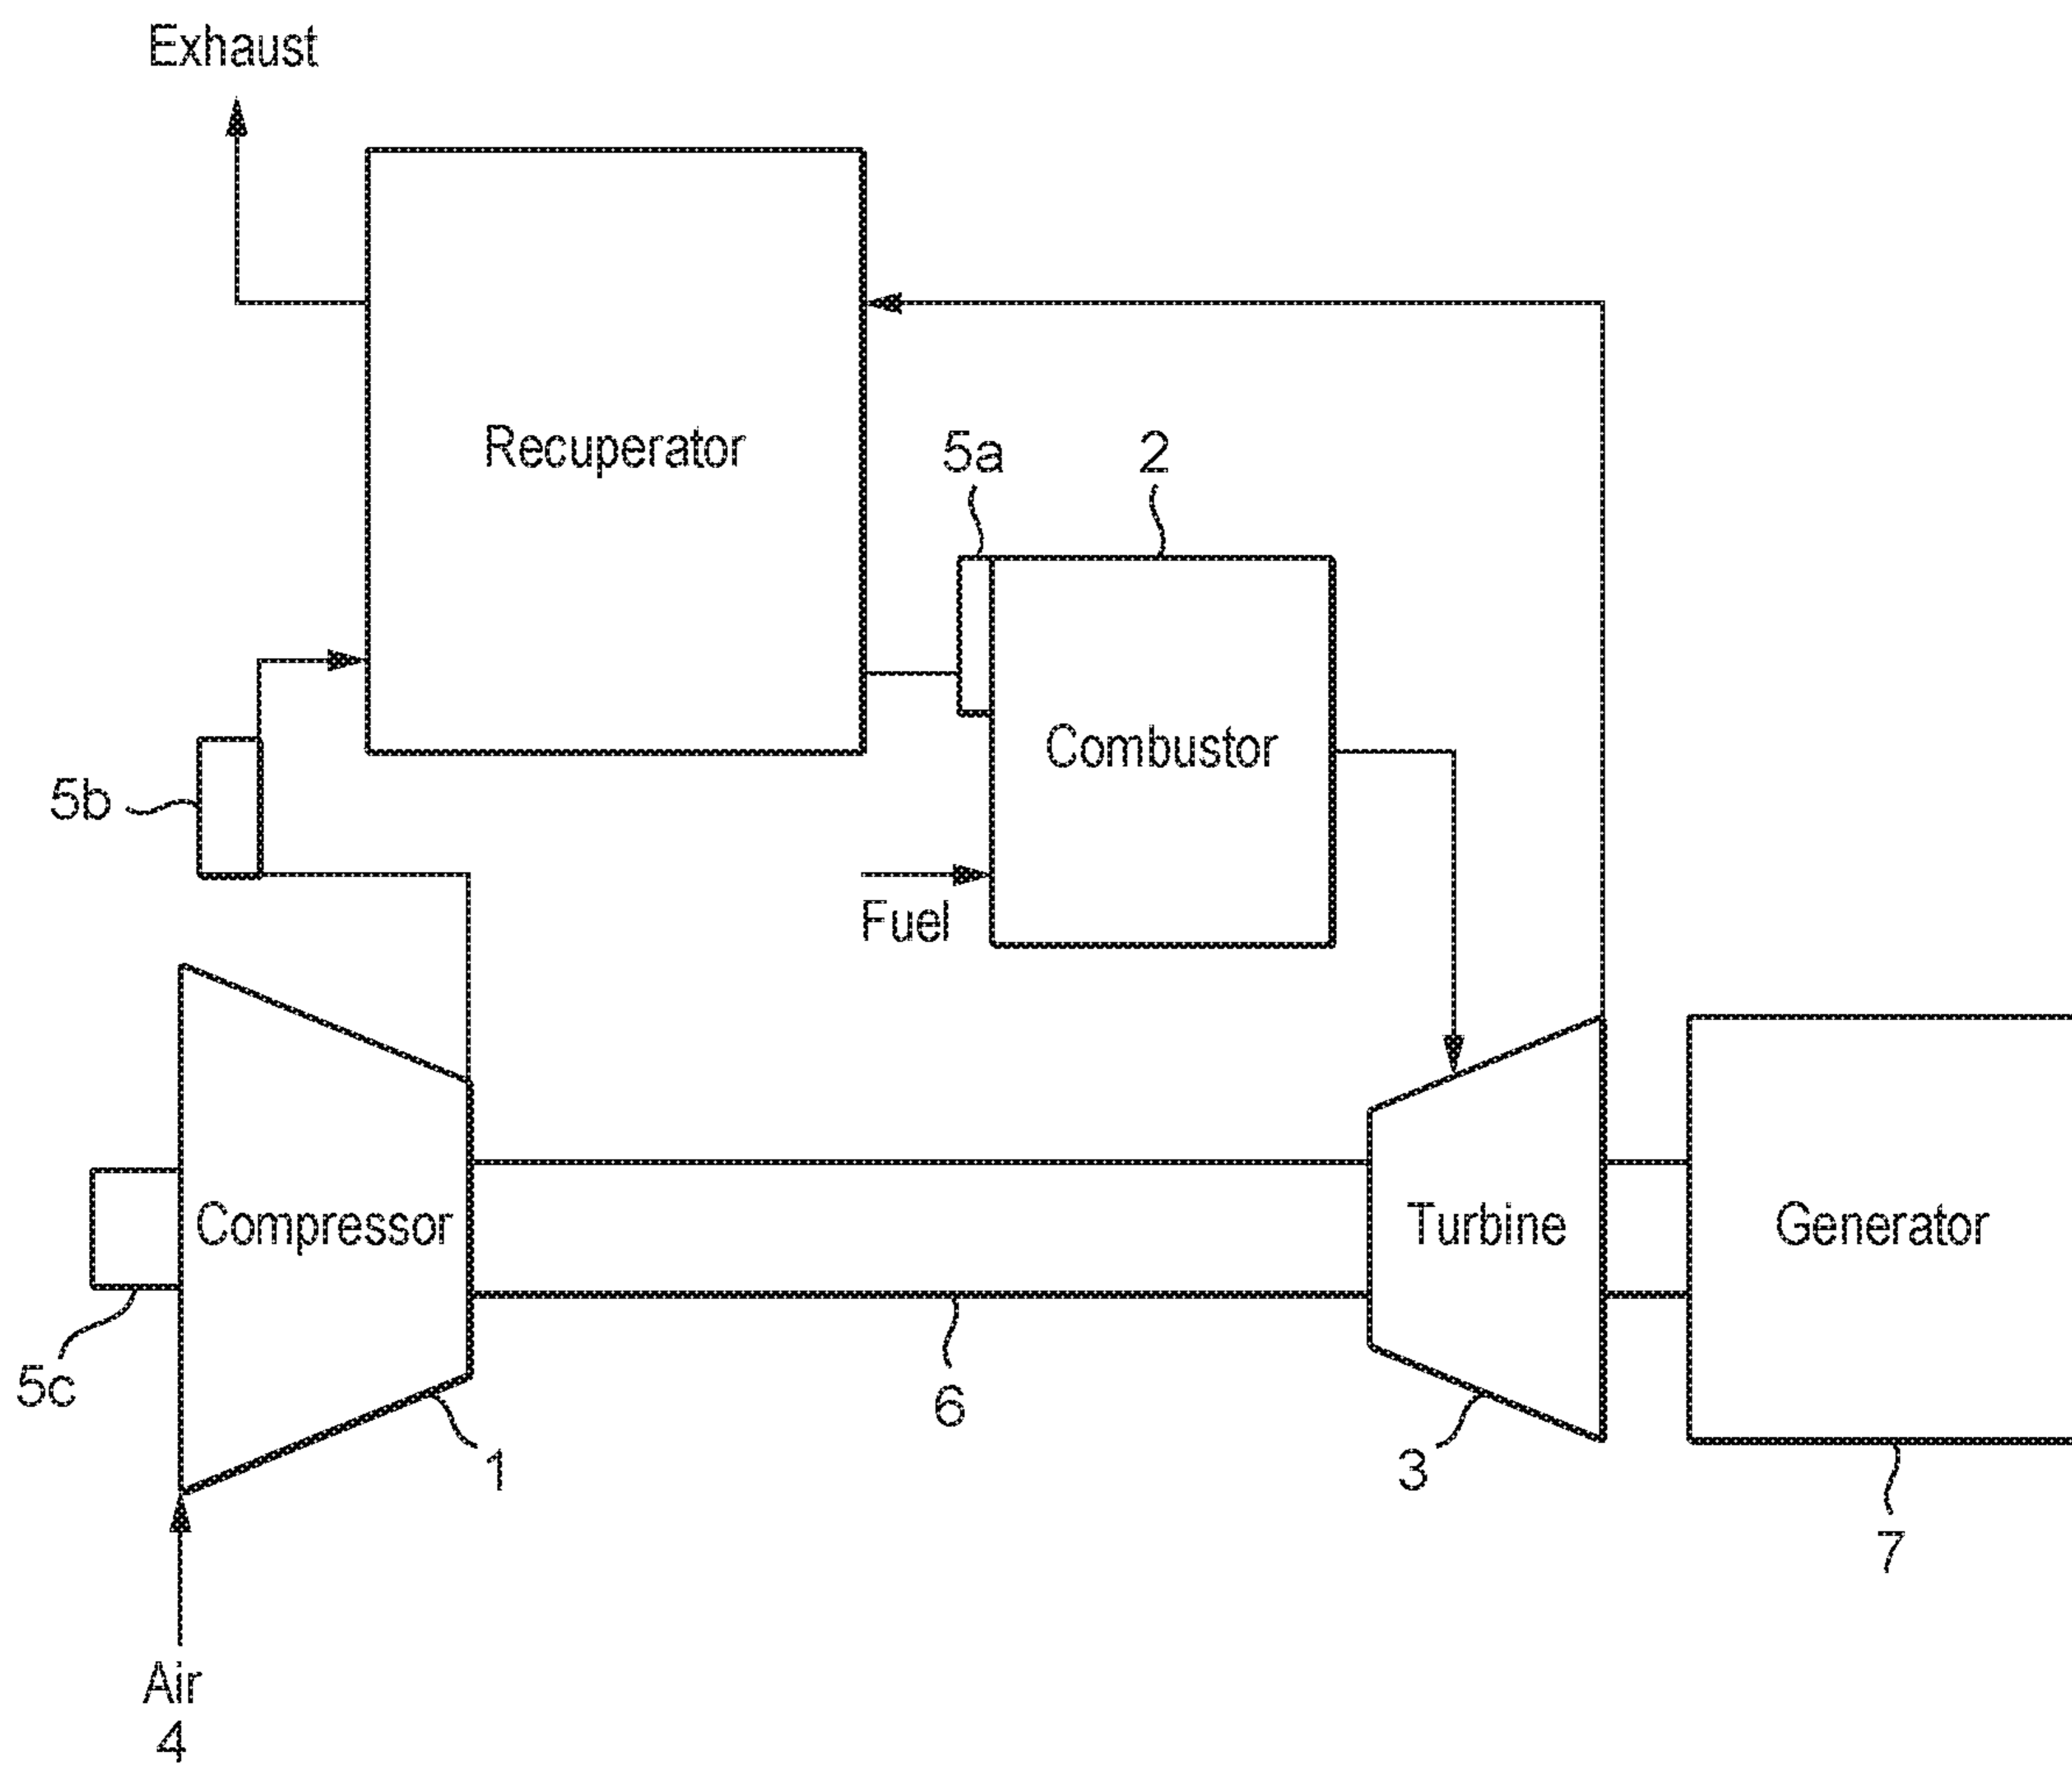 Exhaust
Recuperator
5a
2
Combustor
5b
Fuel
Compressor
Turbine
Generator
5c
6
1
3
7
Air
4